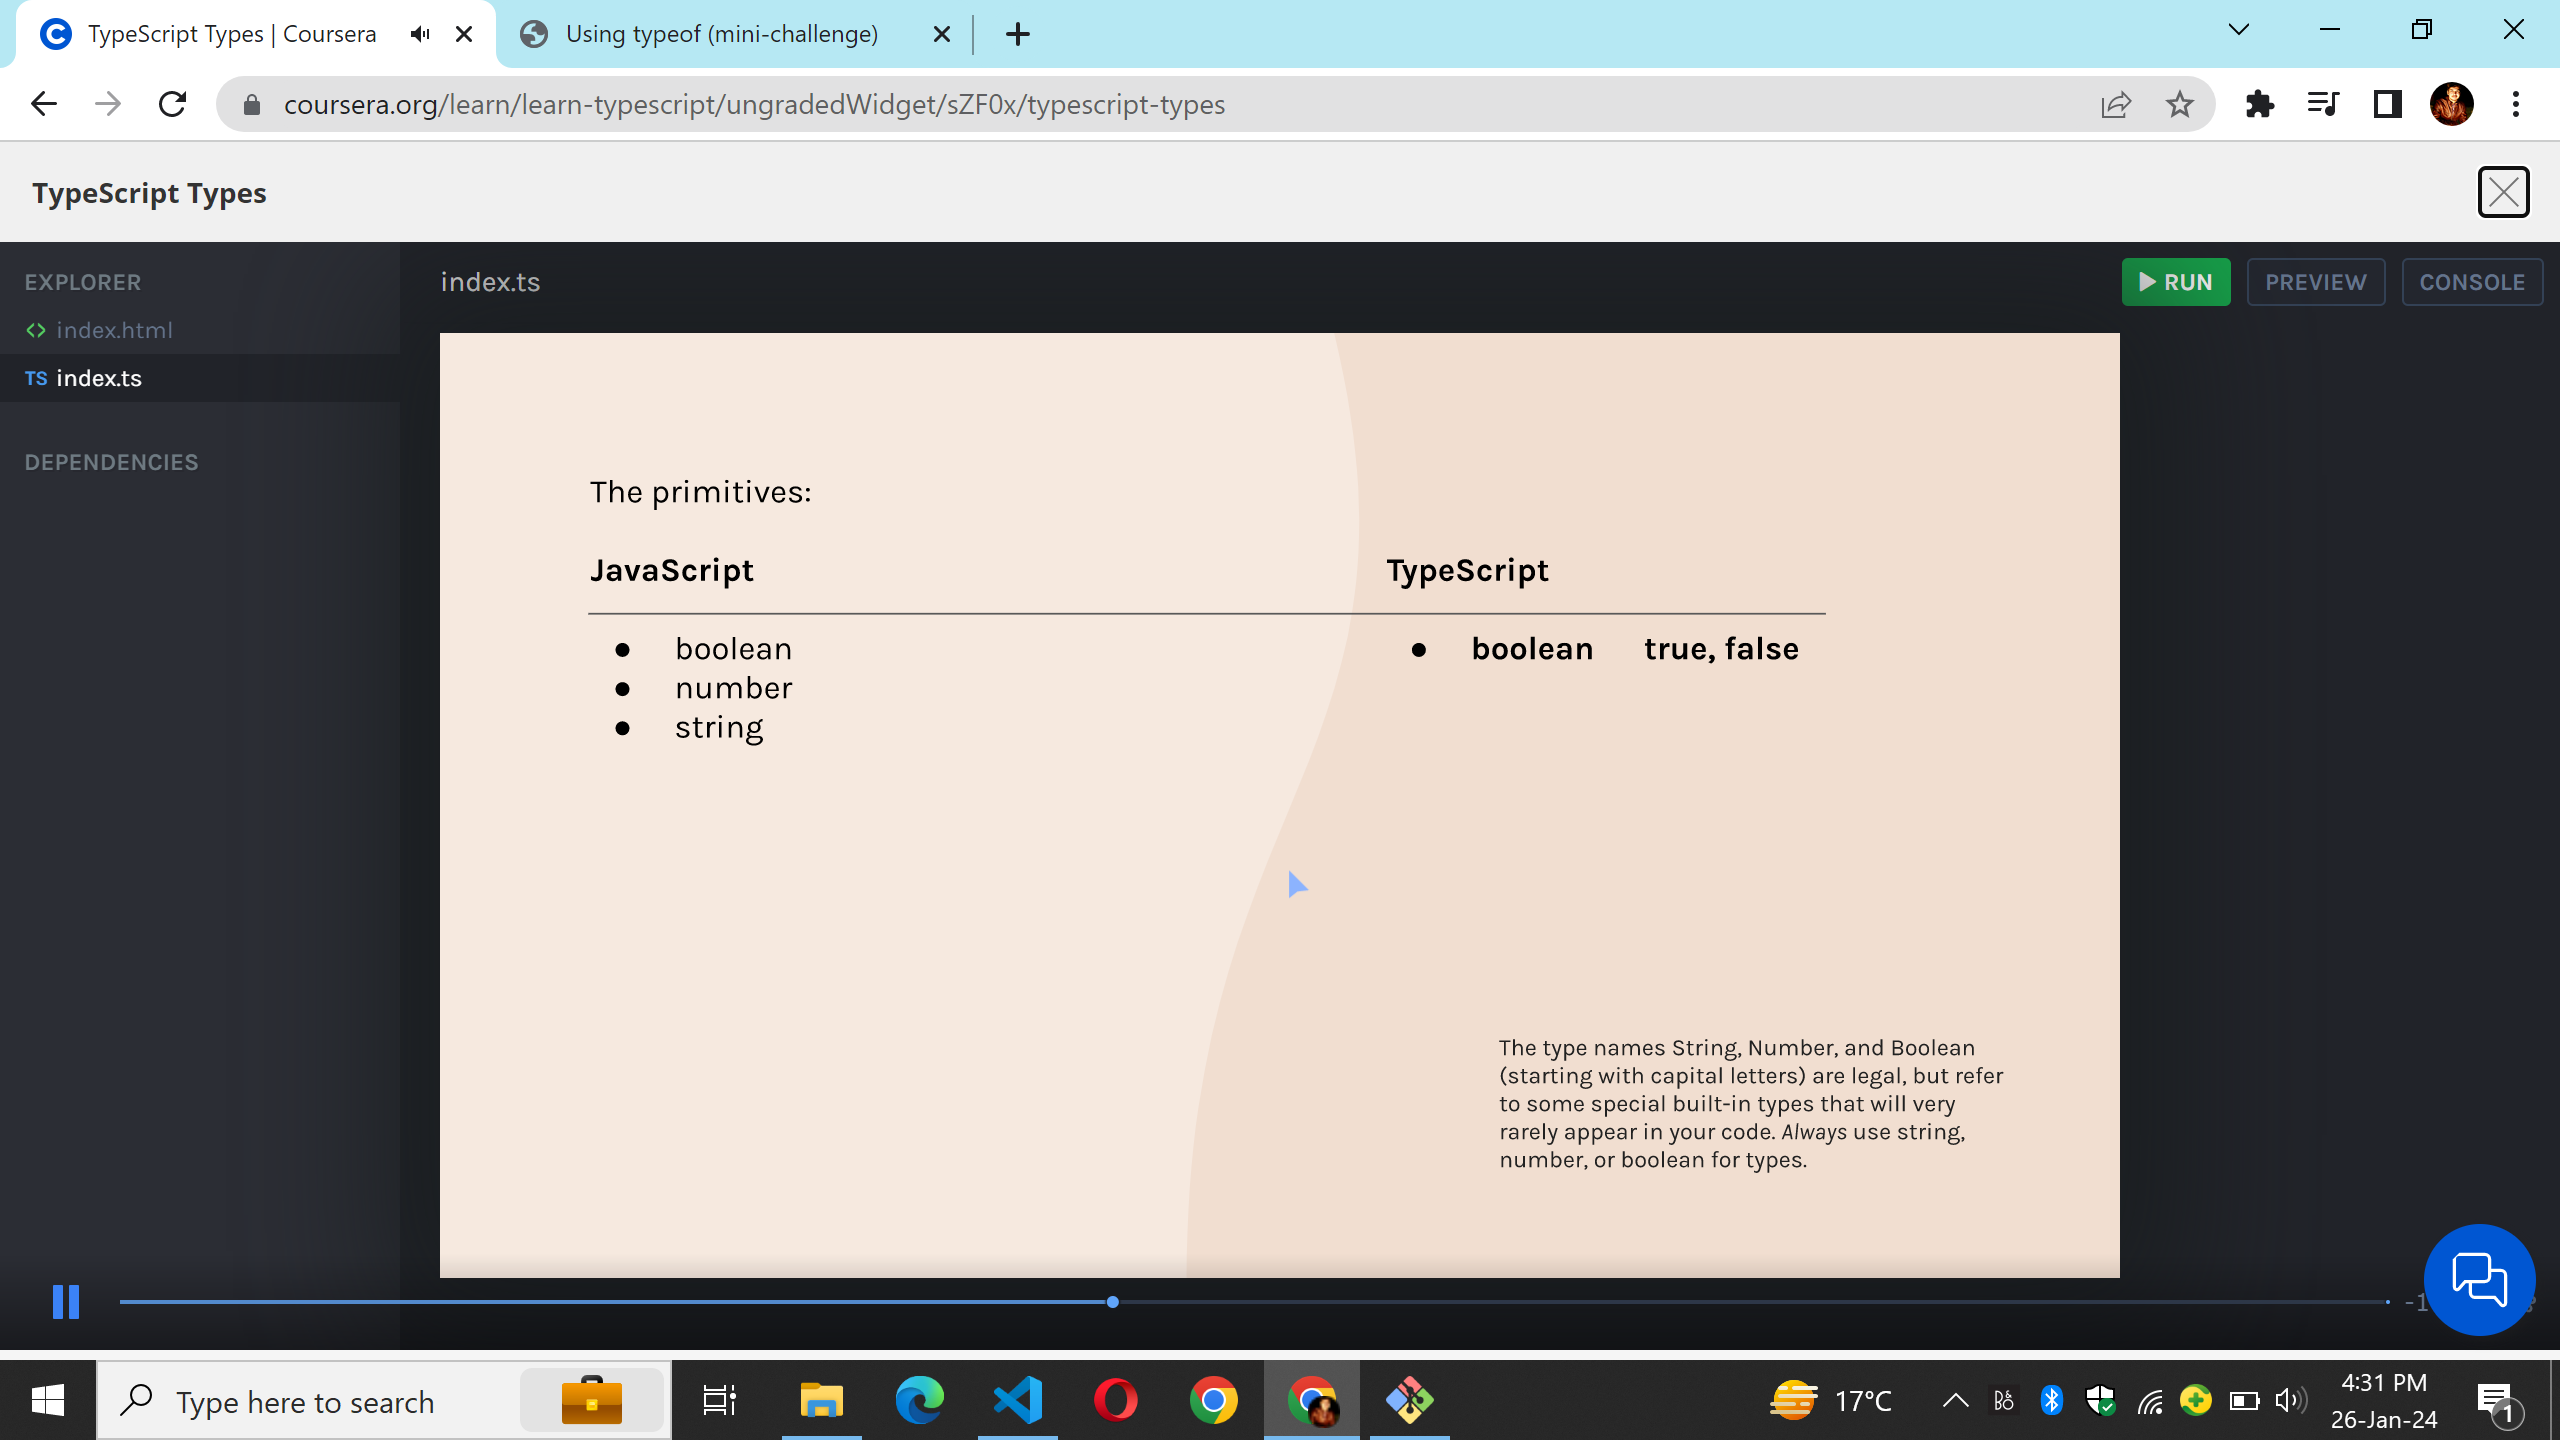 TypeScript Types | Coursera
Using typeof (mini-challenge)
coursera.org/learn/learn-typescript/ungradedWidget/sZF0x/typescript-types
TypeScript Types
EXPLORER
index.ts
RUN
PREVIEW
CONSOLE
<> index.html
TS index.ts
DEPENDENCIES
The primitives:
JavaScript
TypeScript
● boolean
● boolean true, false
● number
● string
The type names String, Number, and Boolean
(starting with capital letters) are legal, but refer
to some special built-in types that will very
rarely appear in your code. Always use string,
number, or boolean for types.
Type here to search
17°C
4:31 PM
26-Jan-24
1